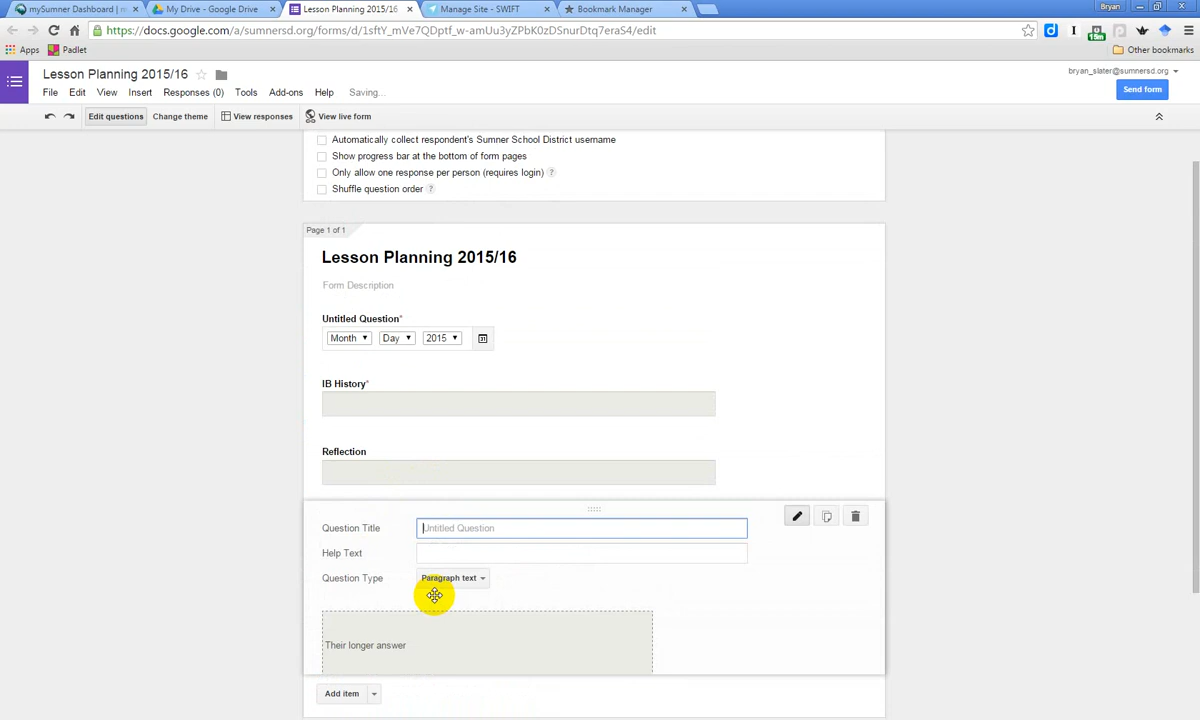 mySumner Dashboard | m
My Drive - Google Drive
Lesson Planning 2015/16
Manage Site - SWIFT
Bookmark Manager
Bryan
https://docs.google.com/a/sumnersd.org/forms/d/1sftY_mVe7QDptf_w-amUu3yZPbK0zDSnurDtq7eraS4/edit
15m
Apps
Padlet
Other bookmarks
Lesson Planning 2015/16
bryan_slater@sumnersd.org
File Edit View Insert Responses (0) Tools Add-ons Help Saving...
Send form
Edit questions Change theme View responses View live form
Automatically collect respondent's Sumner School District username
Show progress bar at the bottom of form pages
Only allow one response per person (requires login) ?
Shuffle question order ?
Page 1 of 1
Lesson Planning 2015/16
Form Description
Untitled Question*
Month Day 2015 31
IB History*
Reflection
Question Title Untitled Question
Help Text
Question Type Paragraph text
Their longer answer
Add item